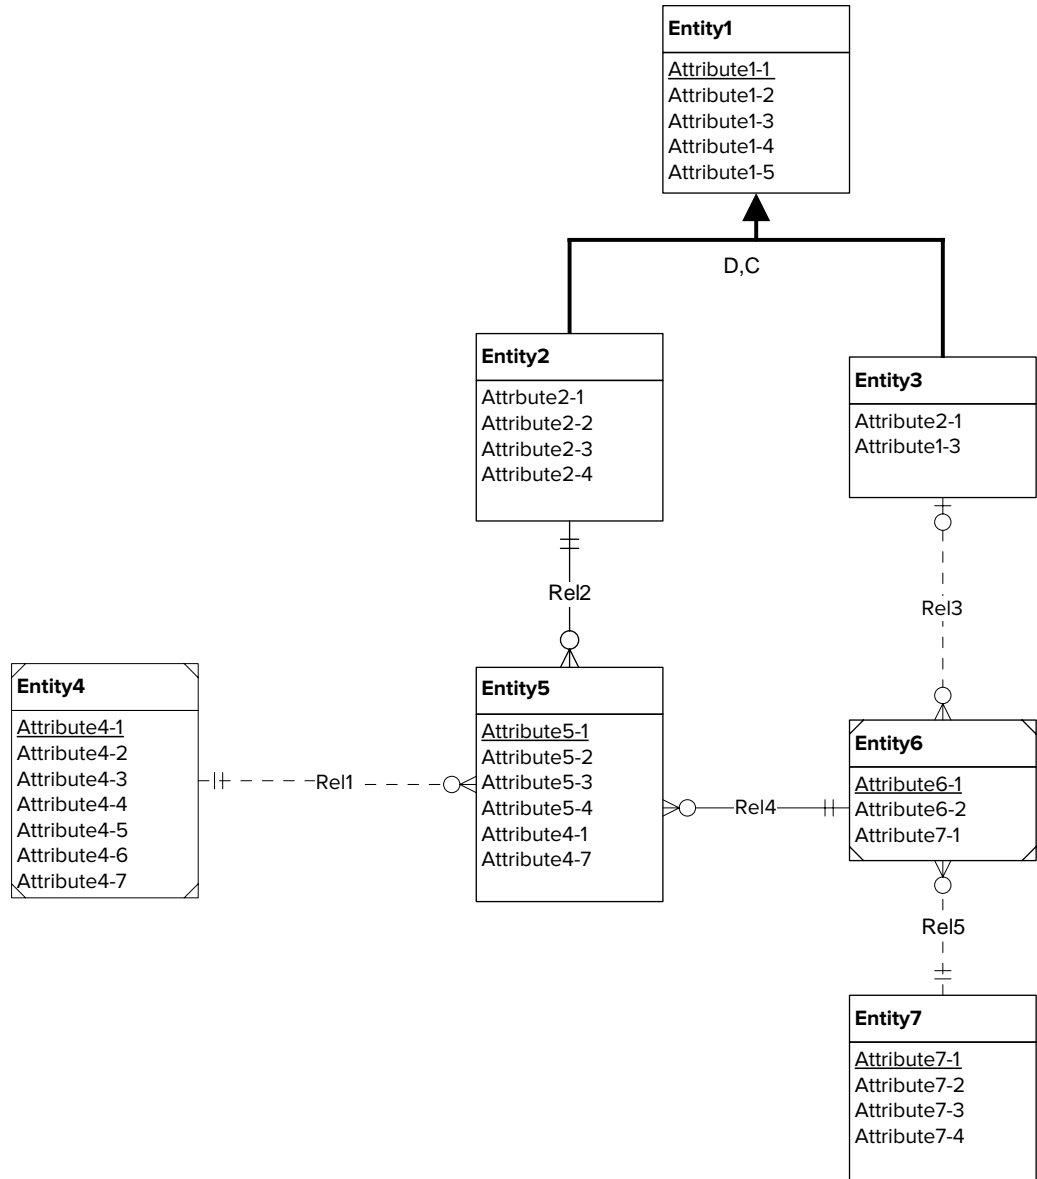 Entity1
Attribute1-1
Attribute1-2
Attribute1-3
Attribute1-4
Attribute1-5
D,C
Entity2
Attrbute2-1
Attribute2-2
Attribute2-3
Attribute2-4
Entity3
Attribute2-1
Attribute1-3
Rel2
Rel3
Entity4
Attribute4-1
Attribute4-2
Attribute4-3
Attribute4-4
Attribute4-5
Attribute4-6
Attribute4-7
Rel1
Entity5
Attribute5-1
Attribute5-2
Attribute5-3
Attribute5-4
Attribute4-1
Attribute4-7
Rel4
Entity6
Attribute6-1
Attribute6-2
Attribute7-1
Rel5
Entity7
Attribute7-1
Attribute7-2
Attribute7-3
Attribute7-4